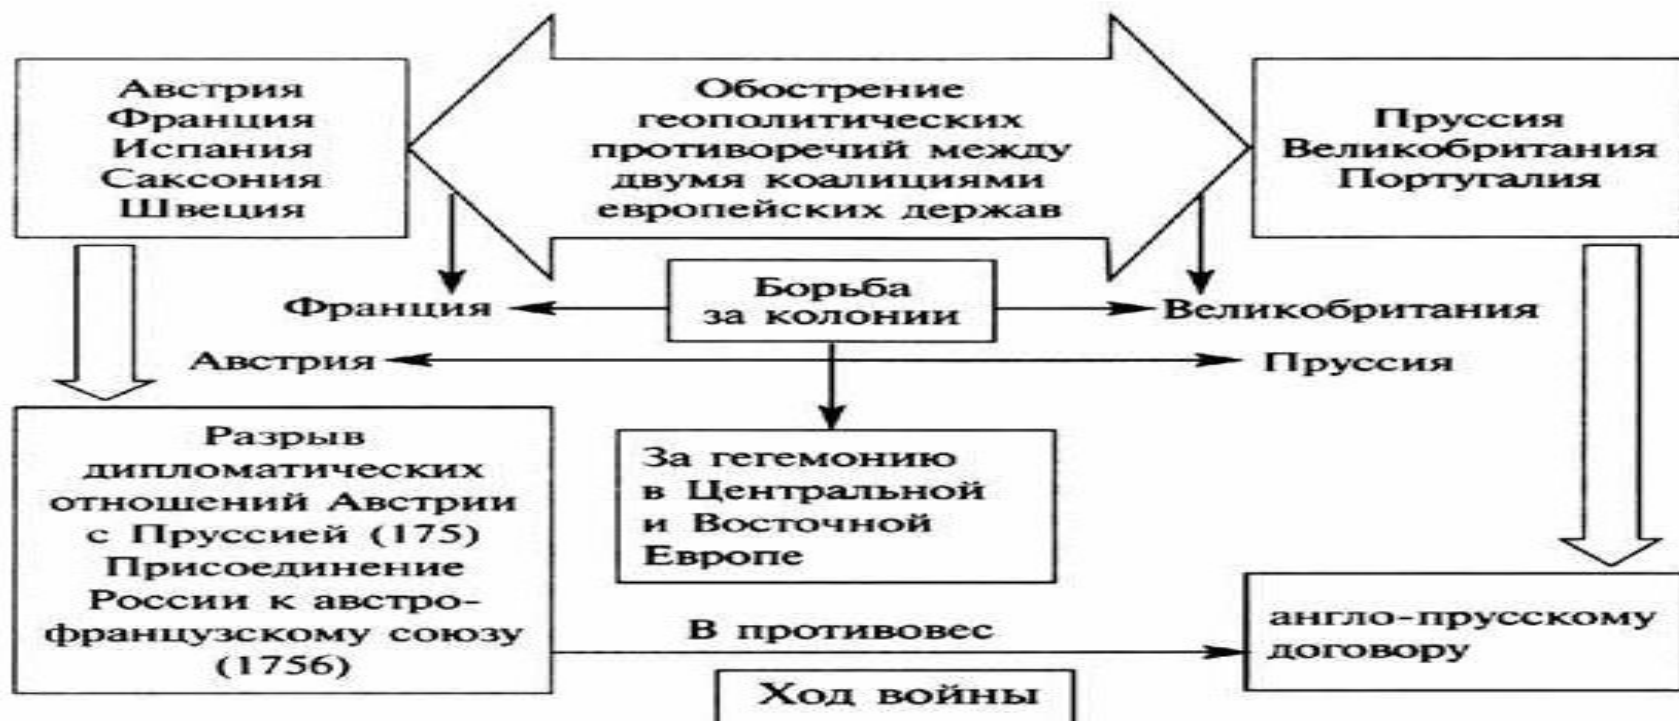 Австрия
Франция
Испания
Саксония
Швеция
Обострение
геополитических
противоречий между
двумя коалициями
европейских держав
Пруссия
Великобритания
Португалия
Франция
Борьба
за колонии
Великобритания
Австрия
Пруссия
Разрыв
дипломатических
отношений Австрии
с Пруссией (175)
Присоединение
России к австро-
французскому союзу
(1756)
За гегемонию
в Центральной
и Восточной
Европе
В противовес
англо-прусскому
договору
Ход войны